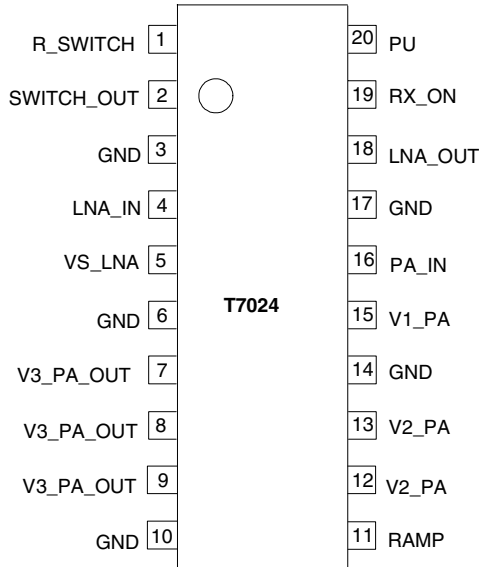 R_SWITCH 1 20 PU
SWITCH_OUT 2 19 RX_ON
GND 3 18 LNA_OUT
LNA_IN 4 17 GND
VS_LNA 5 16 PA_IN
T7024
GND 6 15 V1_PA
V3_PA_OUT 7 14 GND
V3_PA_OUT 8 13 V2_PA
V3_PA_OUT 9 12 V2_PA
GND 10 11 RAMP